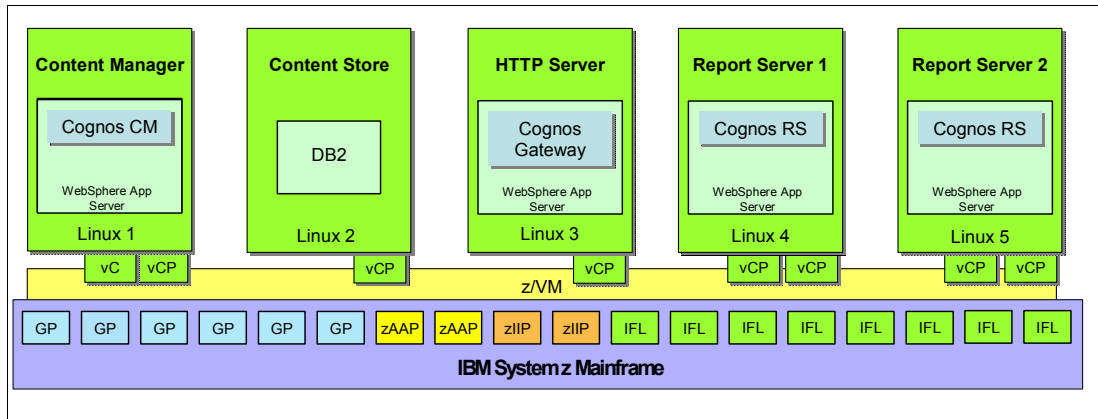 Content Manager
Cognos CM
WebSphere App
Server
Linux 1
Content Store
DB2
Linux 2
HTTP Server
Cognos
Gateway
WebSphere App
Server
Linux 3
Report Server 1
Cognos RS
WebSphere App
Server
Linux 4
Report Server 2
Cognos RS
WebSphere App
Server
Linux 5
vC vCP vCP vCP vCP vCP vCP vCP
z/VM
GP GP GP GP GP GP zAAP zAAP zIIP zIIP IFL IFL IFL IFL IFL IFL IFL IFL
IBM System z Mainframe